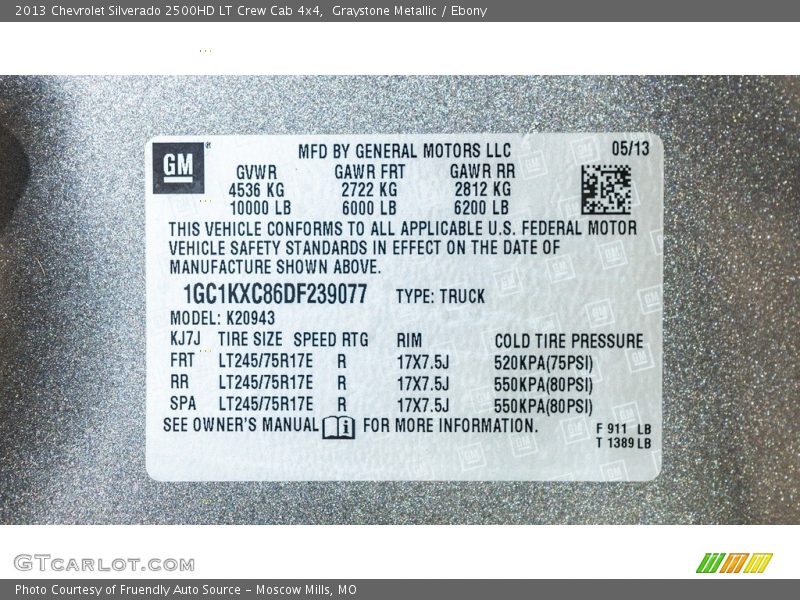 2013 Chevrolet Silverado 2500HD LT Crew Cab 4x4, Graystone Metallic / Ebony
GM
MFD BY GENERAL MOTORS LLC 05/13
GVWR GAWR FRT GAWR RR
4536 KG 2722 KG 2812 KG
10000 LB 6000 LB 6200 LB
THIS VEHICLE CONFORMS TO ALL APPLICABLE U.S. FEDERAL MOTOR
VEHICLE SAFETY STANDARDS IN EFFECT ON THE DATE OF
MANUFACTURE SHOWN ABOVE.
1GC1KXC86DF239077 TYPE: TRUCK
MODEL: K20943
KJ7J TIRE SIZE SPEED RTG RIM COLD TIRE PRESSURE
FRT LT245/75R17E R 17X7.5J 520KPA(75PSI)
RR LT245/75R17E R 17X7.5J 550KPA(80PSI)
SPA LT245/75R17E R 17X7.5J 550KPA(80PSI)
SEE OWNER'S MANUAL i FOR MORE INFORMATION.
F 911 LB
T 1389 LB
GTCARLOT.COM
Photo Courtesy of Fruendly Auto Source – Moscow Mills, MO